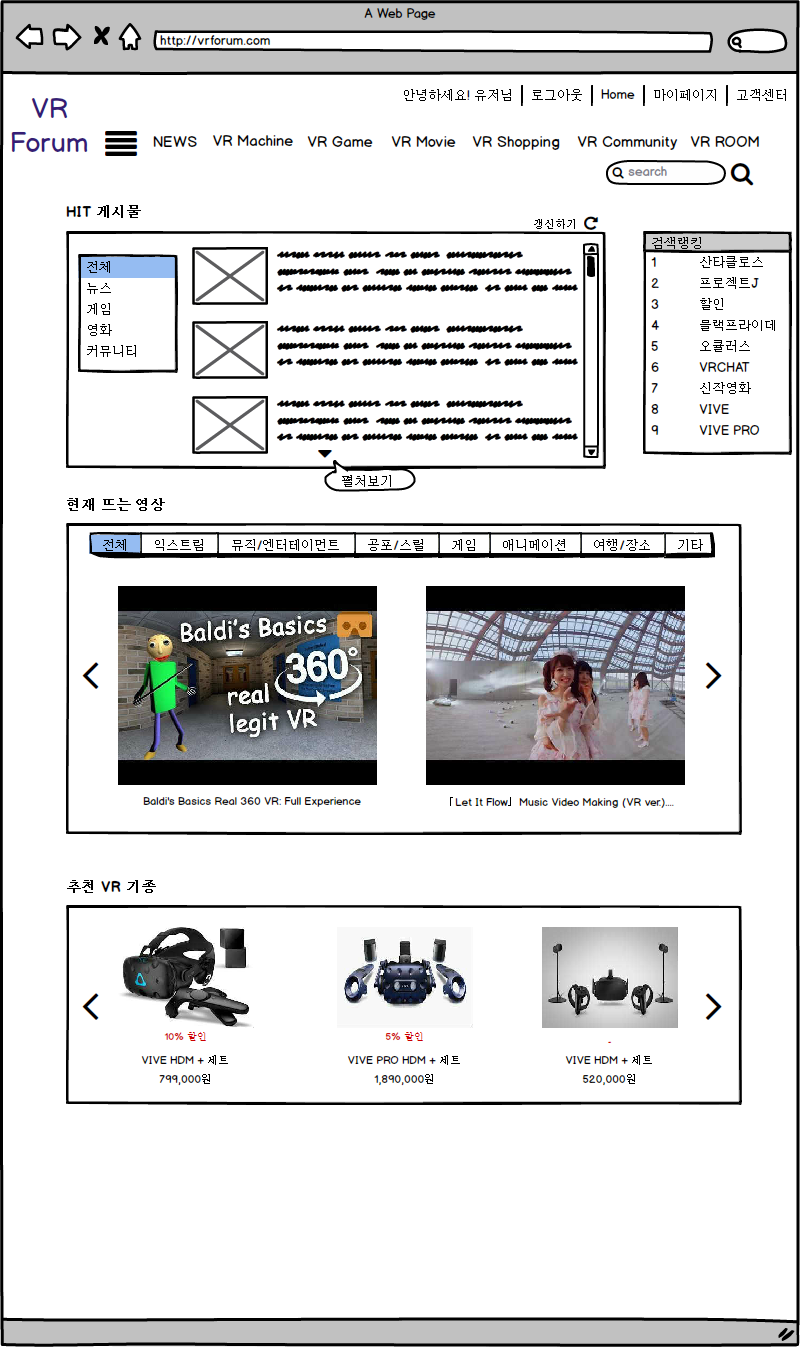 A Web Page
http://vrforum.com
안녕하세요! 유저님 로그아웃 Home 마이페이지 고객센터
VR
Forum
NEWS VR Machine VR Game VR Movie VR Shopping VR Community VR ROOM
search
HIT 게시물
갱신하기
전체
뉴스
게임
영화
커뮤니티
펼처보기
검색랭킹
1 산타클로스
2 프로젝트J
3 할인
4 블랙프라이데
5 오큘러스
6 VRCHAT
7 신작영화
8 VIVE
9 VIVE PRO
현재 뜨는 영상
전체 익스트림 뮤직/엔터테이먼트 공포/스릴 게임 애니메이션 여행/장소 기타
Baldi's Basics
360°
real
legit VR
Baldi's Basics Real 360 VR: Full Experience
「Let It Flow」 Music Video Making (VR ver.)....
추천 VR 기종
10% 할인
VIVE HDM + 세트
799,000원
5% 할인
VIVE PRO HDM + 세트
1,890,000원
-
VIVE HDM + 세트
520,000원